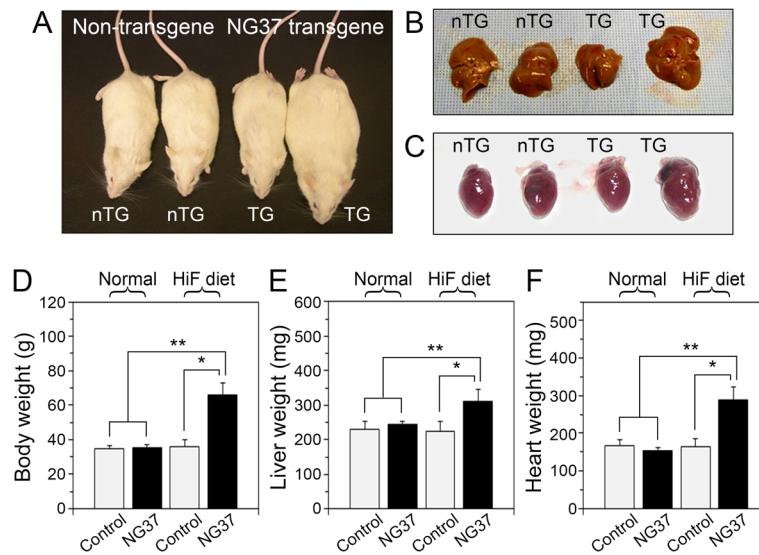 A
Non-transgene NG37 transgene
nTG nTG TG TG
B
nTG nTG TG TG
C
nTG nTG TG TG
D
Normal HiF diet
Body weight (g)
120
100
80
60
40
20
0
** *
Control NG37 Control NG37
E
Normal HiF diet
Liver weight (mg)
600
500
400
300
200
100
0
** *
Control NG37 Control NG37
F
Normal HiF diet
Heart weight (mg)
500
400
300
200
100
0
** *
Control NG37 Control NG37